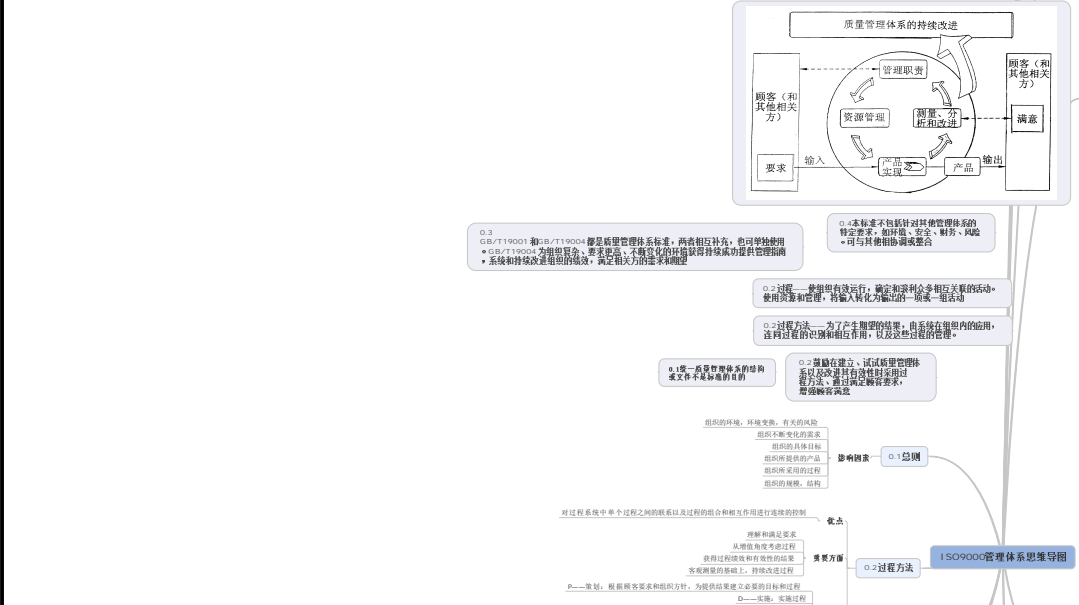 质量管理体系的持续改进
管理职责
顾客（和
其他相关
方）
顾客（和
其他相关
方）
资源管理
测量、分
析和改进
满意
要求
输入
产品
实现
产品
输出
0.3
GB/T19001 和GB/T19004 都是质量管理体系标准，两者相互补充，也可单独使用
。GB/T19004 为组织复杂、要求更高、不断变化的环境获得持续成功提供管理指南
，系统和持续改进组织的绩效，满足相关方的需求和期望
0.4本标准不包括针对其他管理体系的
特定要求，如环境、安全、财务、风险
。可与其他相协调或整合
0.2过程——使组织有效运行，确定和裳利众多相互关联的活动。
使用资源和管理，将输入转化为输出的一项或一组活动
0.2过程方法——为了产生期望的结果，由系统在组织内的应用，
连同过程的识别和相互作用，以及这些过程的管理。
0.1统一质量管理体系的结构
或文件不是标准的目的
0.2鼓励在建立、试试质量管理体
系以及改进其有效性时采用过
程方法、通过满足顾客要求，
增强顾客满意
组织的环境，环境变换，有关的风险
组织不断变化的需求
组织的具体目标
组织所提供的产品
组织所采用的过程
组织的规模，结构
影响因素
0.1总则
对过程系统中单个过程之间的联系以及过程的组合和相互作用进行连续的控制
优点
理解和满足要求
从增值角度考虑过程
获得过程绩效和有效性的结果
客观测量的基础上，持续改进过程
重要方面
0.2过程方法
ISO9000管理体系思维导图
P——策划：根据顾客要求和组织方针，为提供结果建立必要的目标和过程
D——实施：实施过程